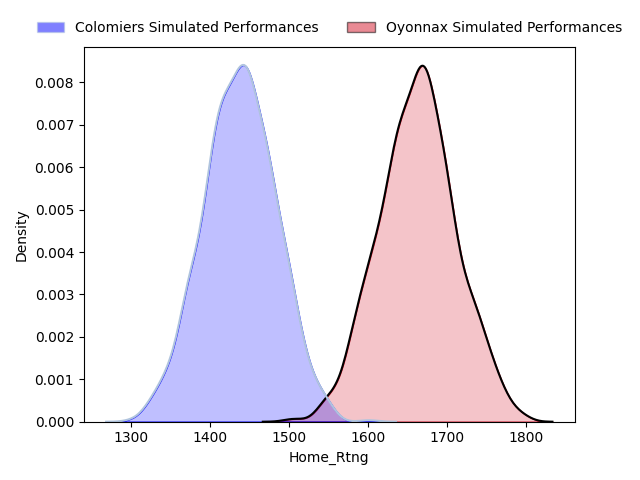 Colomiers Simulated Performances Oyonnax Simulated Performances
0.008
0.007
0.006
0.005
0.004
0.003
0.002
0.001
0.000
Density
1300 1400 1500 1600 1700 1800
Home_Rtng